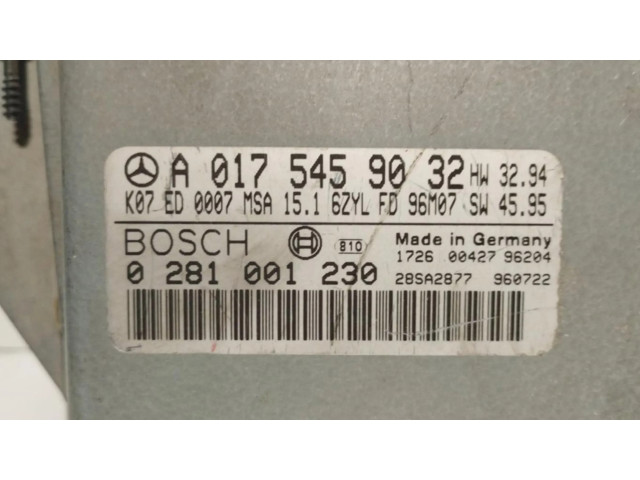 A 017 545 90 32 HW 32.94
K07 ED 0007 MSA 15.1 6ZYL FD 96M07 SW 45.95
BOSCH 810 Made in Germany
1726 00427 96204
0 281 001 230 28SA2877 960722